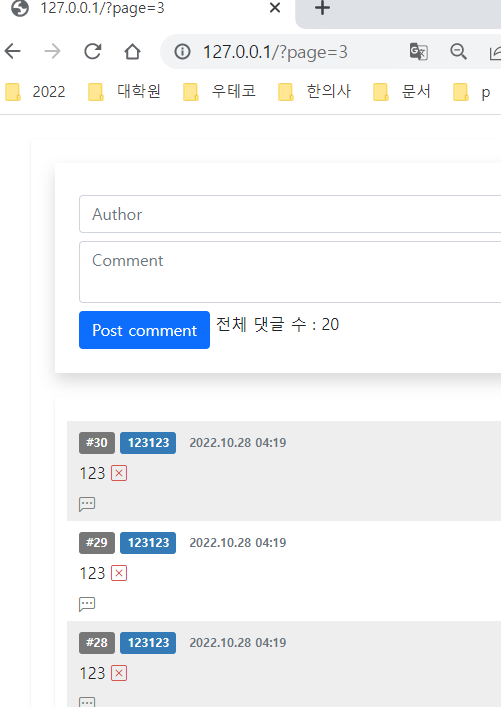 127.0.0.1/?page=3
127.0.0.1/?page=3
2022 대학원 우테코 한의사 문서 p
Author
Comment
Post comment 전체 댓글 수 : 20
#30 123123 2022.10.28 04:19
123
#29 123123 2022.10.28 04:19
123
#28 123123 2022.10.28 04:19
123